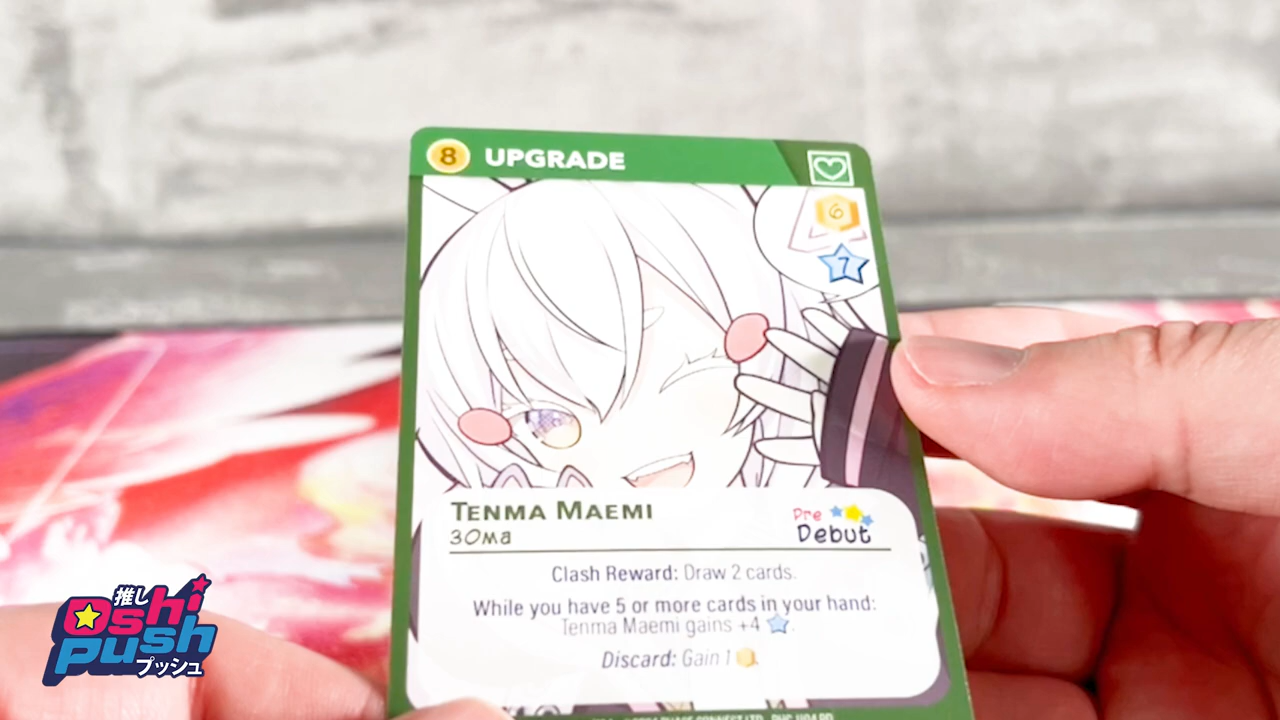 8 UPGRADE
6
7
TENMA MAEMI
30ma
Pre
Debut
Clash Reward: Draw 2 cards.
While you have 5 or more cards in your hand:
Tenma Maemi gains +4
Discard: Gain 1
推し
Oshi
push
プッシュ